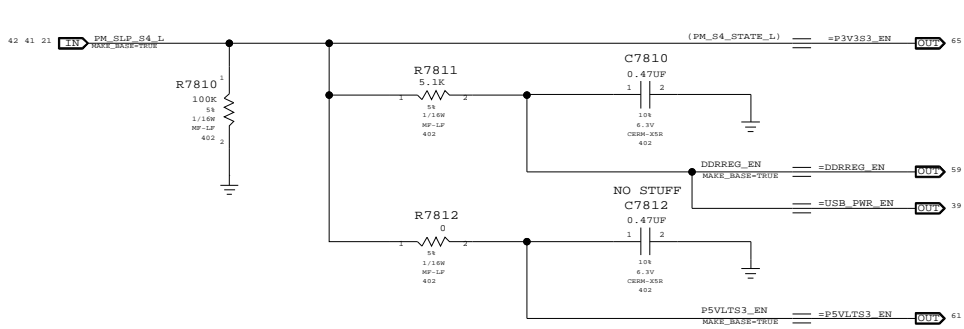 42 41 21 IN PM_SLP_S4_L
MAKE_BASE=TRUE
(PM_S4_STATE_L)
=P3V3S3_EN
OUT 65
R7810
1
100K
5%
1/16W
MF-LF
402
2
R7811
5.1K
1 2
5%
1/16W
MF-LF
402
C7810
0.47UF
1 2
10%
6.3V
CERM-X5R
402
DDRREG_EN
MAKE_BASE=TRUE
=DDRREG_EN
OUT 59
=USB_PWR_EN
OUT 39
R7812
0
1 2
5%
1/16W
MF-LF
402
NO STUFF
C7812
0.47UF
1 2
10%
6.3V
CERM-X5R
402
P5VLTS3_EN
MAKE_BASE=TRUE
=P5VLTS3_EN
OUT 61